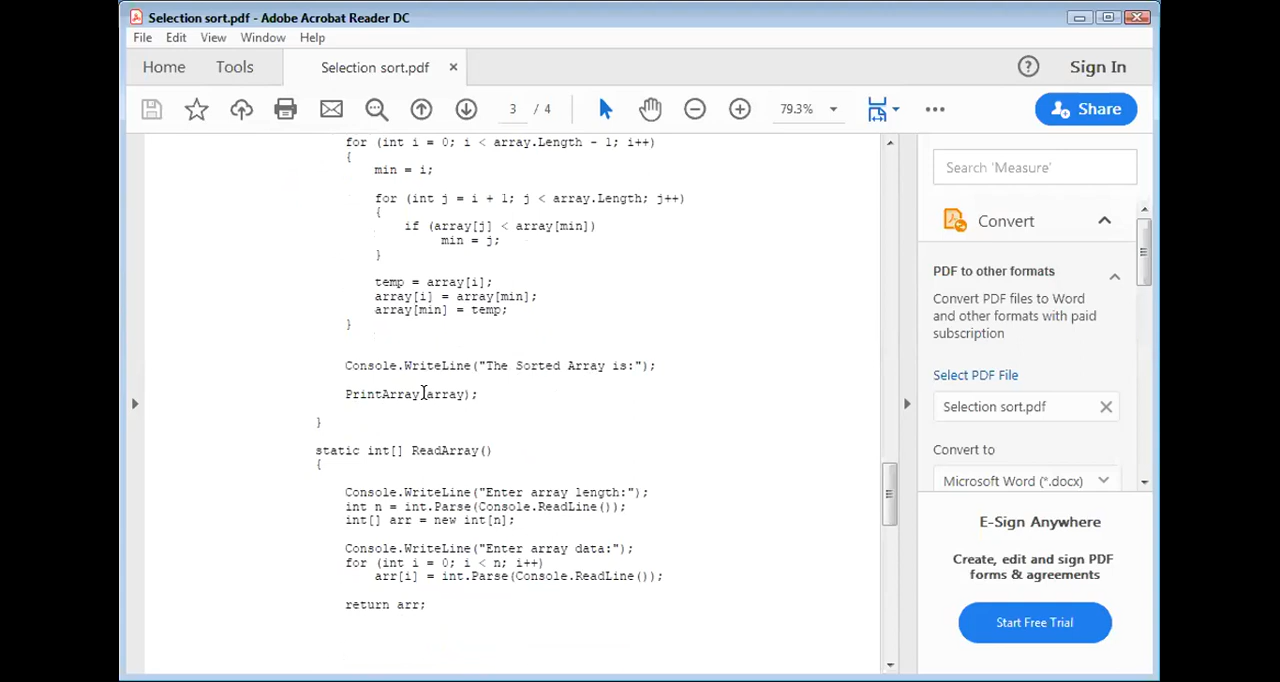 Selection sort.pdf - Adobe Acrobat Reader DC
File Edit View Window Help
Home Tools Selection sort.pdf × Sign In
3 / 4 79.3% Share
for (int i = 0; i < array.Length - 1; i++)
{
min = i;
for (int j = i + 1; j < array.Length; j++)
{
if (array[j] < array[min])
min = j;
}
temp = array[i];
array[i] = array[min];
array[min] = temp;
}
Console.WriteLine("The Sorted Array is:");
PrintArray(array);
}
static int[] ReadArray()
{
Console.WriteLine("Enter array length:");
int n = int.Parse(Console.ReadLine());
int[] arr = new int[n];
Console.WriteLine("Enter array data:");
for (int i = 0; i < n; i++)
arr[i] = int.Parse(Console.ReadLine());
return arr;
Search 'Measure'
Convert
PDF to other formats
Convert PDF files to Word
and other formats with paid
subscription
Select PDF File
Selection sort.pdf
Convert to
Microsoft Word (*.docx)
E-Sign Anywhere
Create, edit and sign PDF
forms & agreements
Start Free Trial